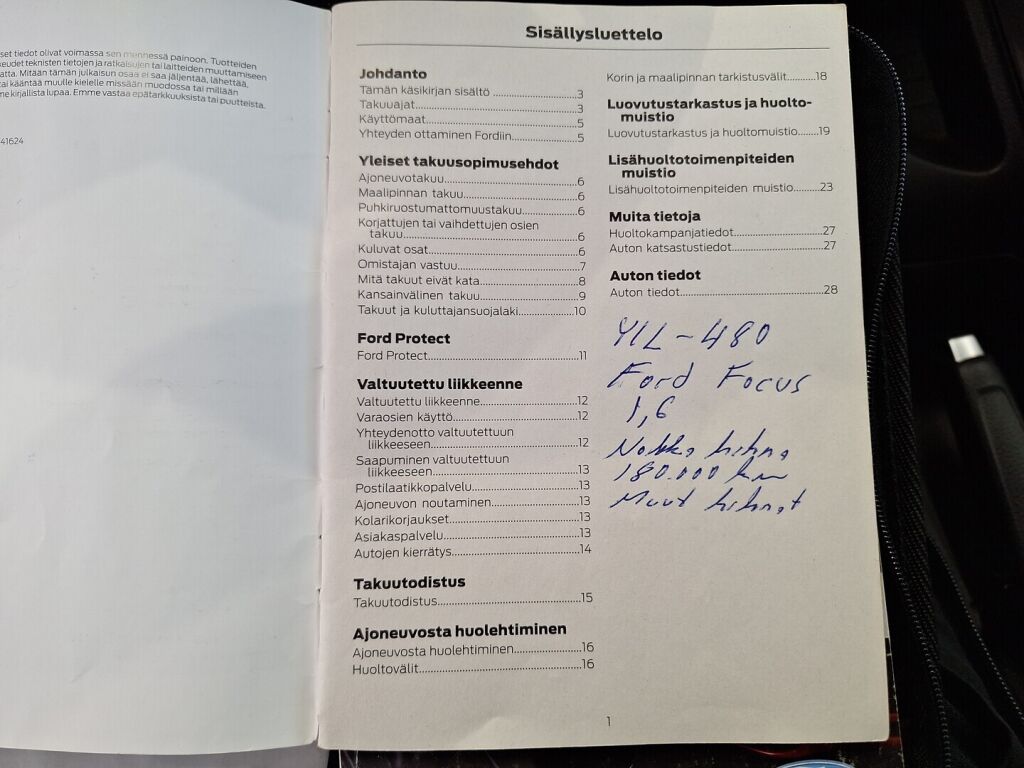 set tiedot olivat voimassa sen mennessä painoon. Tuotteiden
keudet teknisten tietojen ja ratkaisujen tai laitteiden muuttamiseen
atta. Mitään tämän julkaisun osaa ei saa jäljentää, lähettää,
tai kääntää muulle kielelle missään muodossa tai millään
me kirjallista lupaa. Emme vastaa epätarkkuuksista tai puutteista.
41624
Sisällysluettelo
Johdanto
Tämän käsikirjan sisältö ......................3
Takuuajat.................................................3
Käyttömaat.............................................5
Yhteyden ottaminen Fordiin.................5
Yleiset takuusopimusehdot
Ajoneuvotakuu.......................................6
Maalipinnan takuu.................................6
Puhkiruostumattomuustakuu..............6
Korjattujen tai vaihdettujen osien
takuu.......................................................6
Kuluvat osat...........................................6
Omistajan vastuu...................................7
Mitä takuut eivät kata...........................8
Kansainvälinen takuu............................9
Takuut ja kuluttajansuojalaki................10
Ford Protect
Ford Protect...........................................11
Valtuutettu liikkeenne
Valtuutettu liikkeenne...........................12
Varaosien käyttö....................................12
Yhteydenotto valtuutettuun
liikkeeseen..............................................12
Saapuminen valtuutettuun
liikkeeseen..............................................13
Postilaatikkopalvelu...............................13
Ajoneuvon noutaminen.........................13
Kolarikorjaukset.....................................13
Asiakaspalvelu.......................................13
Autojen kierrätys...................................14
Takuutodistus
Takuutodistus........................................15
Ajoneuvosta huolehtiminen
Ajoneuvosta huolehtiminen...................16
Huoltovälit.............................................16
Korin ja maalipinnan tarkistusvälit.........18
Luovutustarkastus ja huolto-
muistio
Luovutustarkastus ja huoltomuistio.......19
Lisähuoltotoimenpiteiden
muistio
Lisähuoltotoimenpiteiden muistio.........23
Muita tietoja
Huoltokampanjatiedot..........................27
Auton katsastustiedot...........................27
Auton tiedot
Auton tiedot..........................................28
YIL-480
Ford Focus
1,6
Nokka hihna
180.000 km
Muut hihnat
1